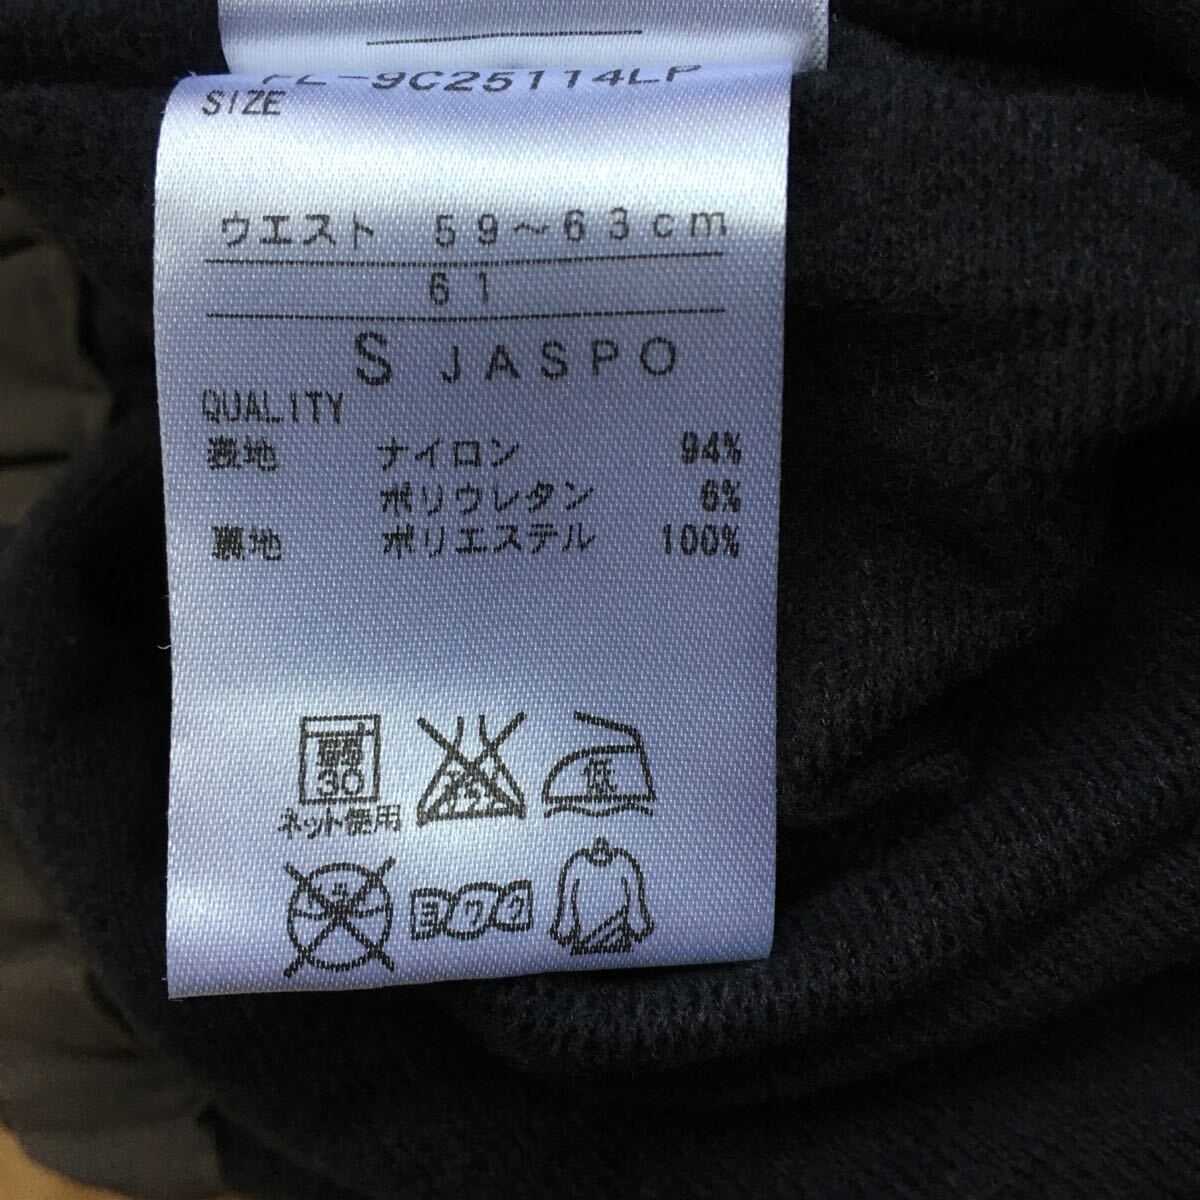 9C25114LP
SIZE
ウエスト 59～63cm
61
S JASPO
QUALITY
表地 ナイロン 94%
ポリウレタン 6%
裏地 ポリエステル 100%
弱
30
ネット使用
低
ヨワク